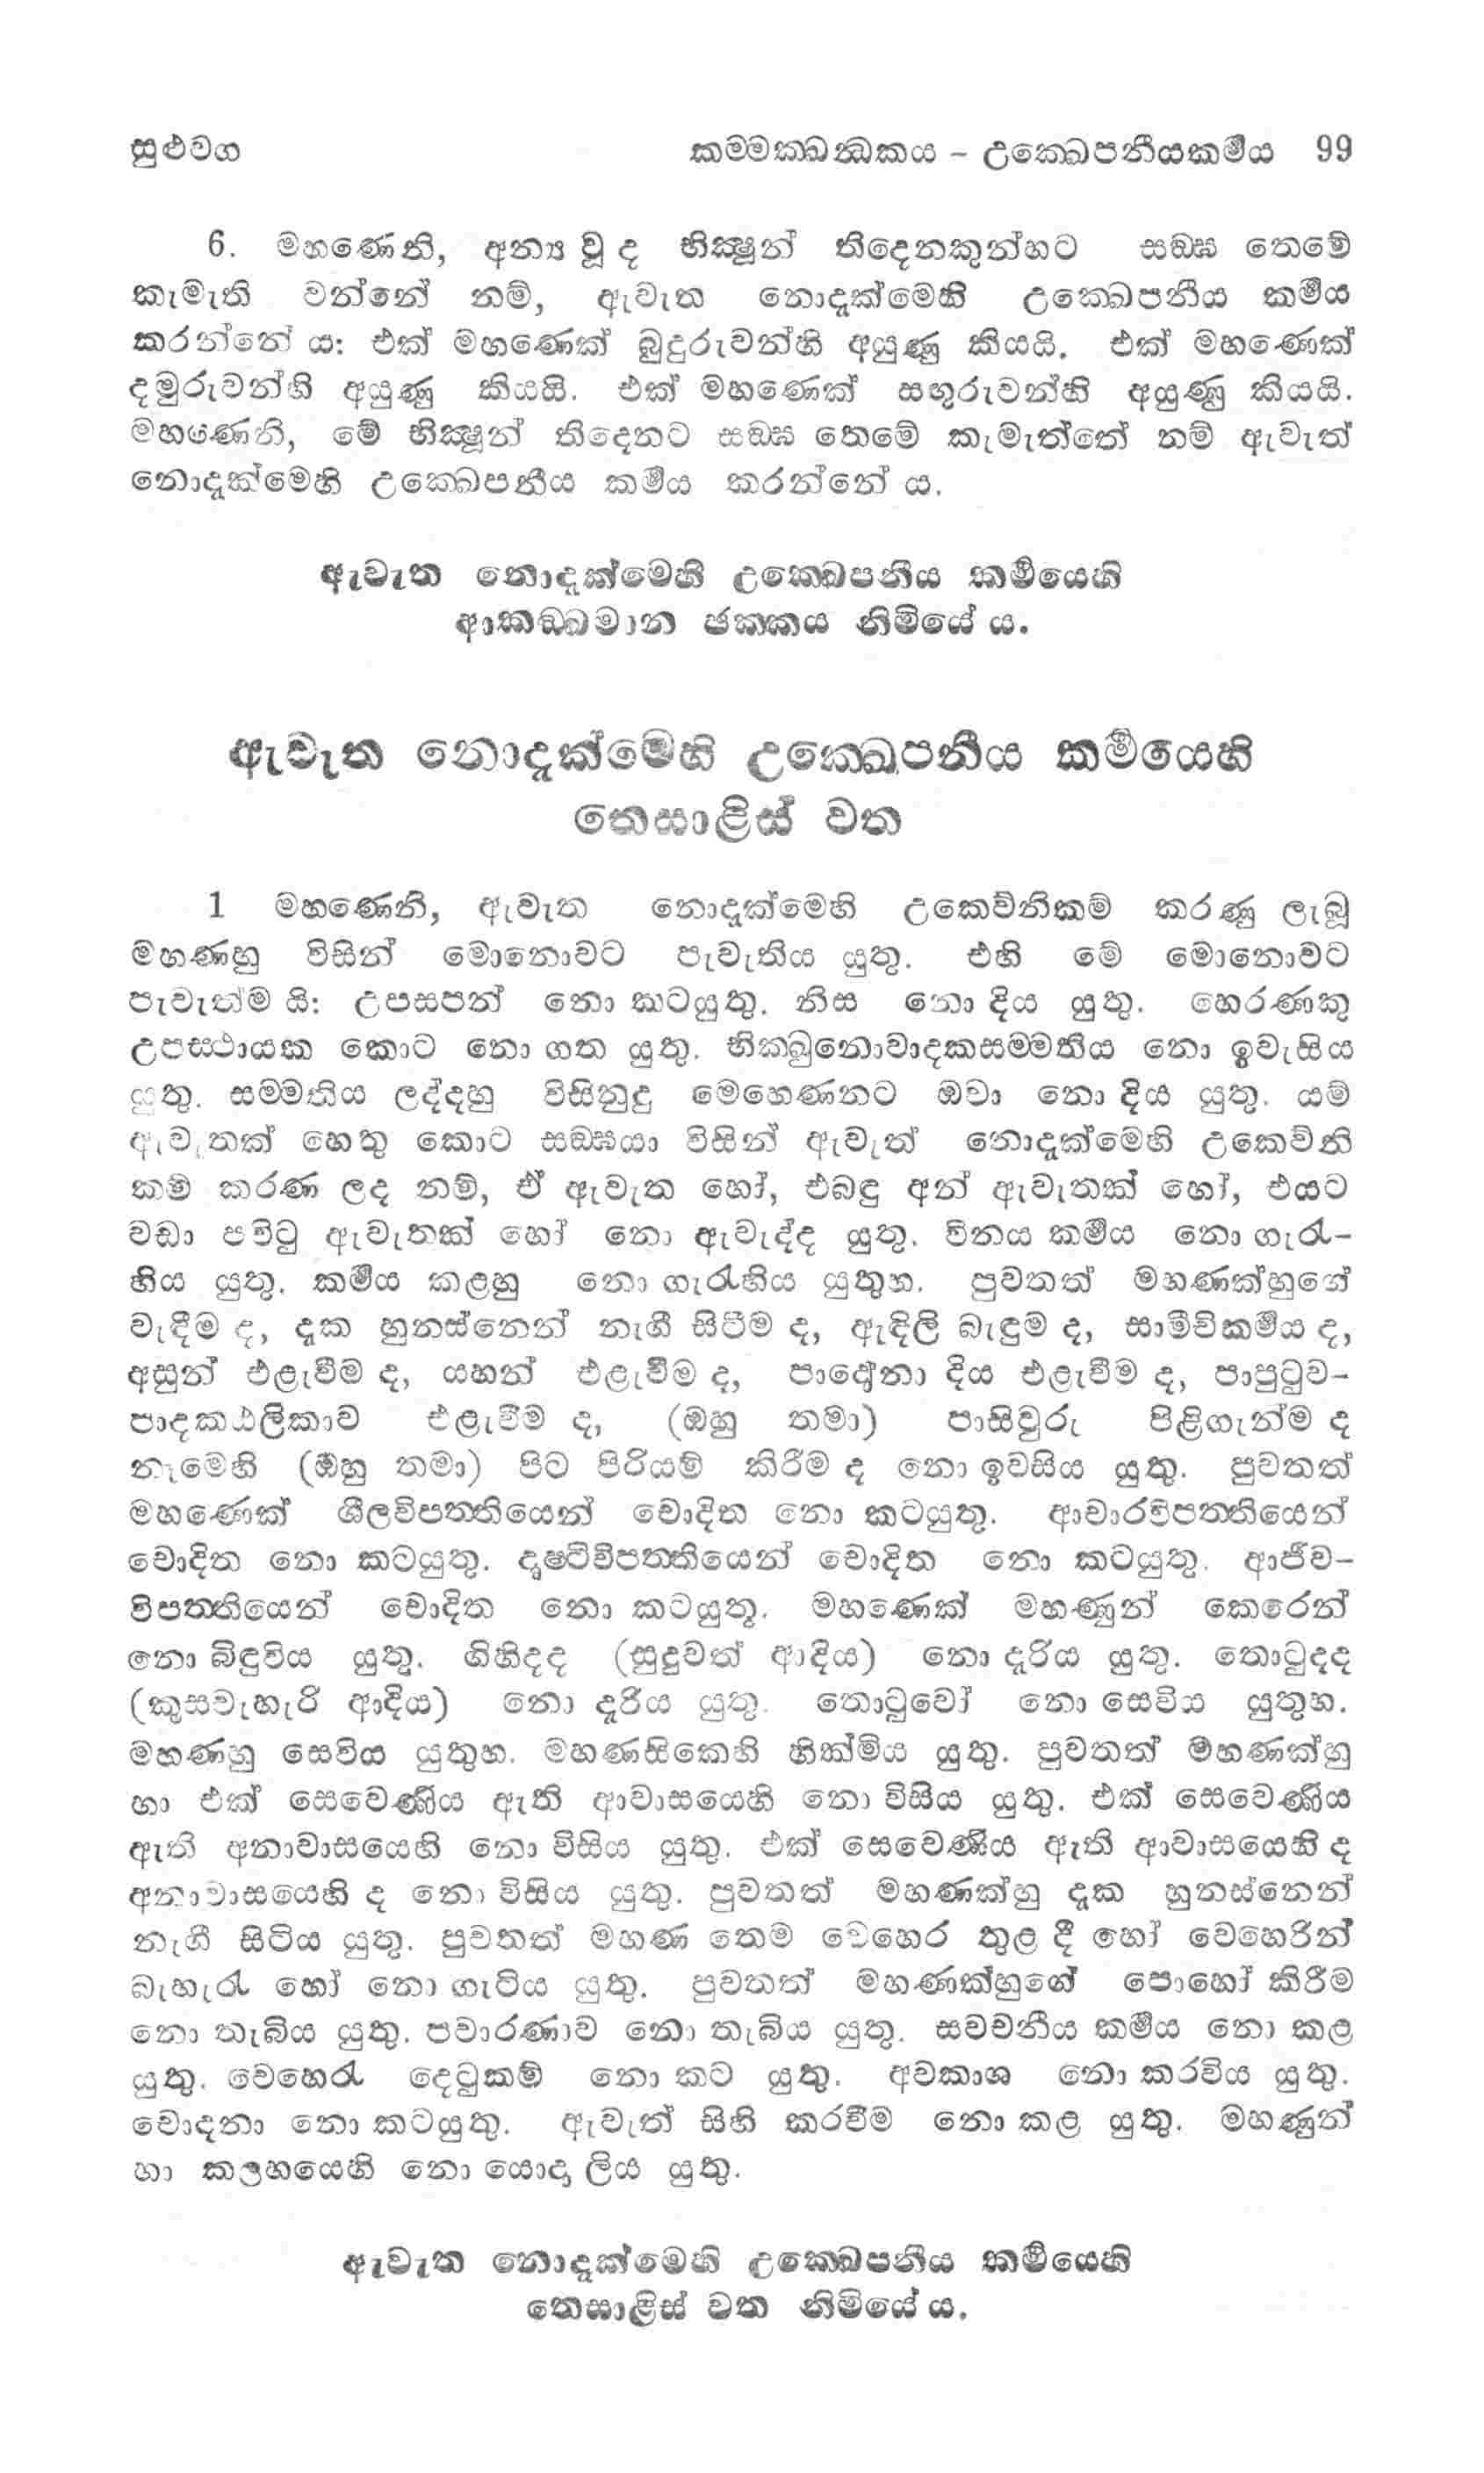 සුළුවග කම්මක්ඛන්ධකය - උක්ඛෙපනීයකර්‍මය 99
6. මහණෙනි, අන්‍ය වූ ද භික්‍ෂූන් තිදෙනකුන්හට සඞ්ඝ තෙමේ
කැමැති වන්නේ නම්, ඇවැත නොදැක්මෙහි උක්ඛෙපනීය කර්‍මය
කරන්නේ ය: එක් මහණෙක් බුදුරුවන්හි අයුණු කියයි. එක් මහණෙක්
දමුරුවන්හි අයුණු කියයි. එක් මහණෙක් සඟුරුවන්හි අයුණු කියයි.
මහණෙනි, මේ භික්‍ෂූන් තිදෙනට සඞ්ඝ තෙමේ කැමැත්තේ නම් ඇවැත්
නොදැක්මෙහි උක්ඛෙපනීය කර්‍මය කරන්නේ ය.
ඇවැත නොදැක්මෙහි උක්ඛෙපනීය කර්‍මයෙහි
ආකඞ්ඛමාන ඡක්කය නිමියේ ය.
ඇවැත නොදැක්මෙහි උක්ඛෙපනීය කර්‍මයෙහි
තෙසාළිස් වත
1 මහණෙනි, ඇවැත නොදැක්මෙහි උකෙව්නිකම් කරණු ලැබූ
මහණහු විසින් මොනොවට පැවැතිය යුතු. එහි මේ මොනොවට
පැවැත්ම යි: උපසපන් නො කටයුතු. නිස නො දිය යුතු. හෙරණකු
උපස්ථායක කොට නො ගත යුතු. භික්ඛුනොවාදකසම්මතිය නො ඉවැසිය
යුතු. සම්මතිය ලද්දහු විසිනුදු මෙහෙණනට ඔවා නො දිය යුතු. යම්
ඇවැතක් හෙතු කොට සඞ්ඝයා විසින් ඇවැත් නොදැක්මෙහි උකෙව්නි
කම් කරණ ලද නම්, ඒ ඇවැත හෝ, එබඳු අන් ඇවැතක් හෝ, එයට
වඩා පවිටු ඇවැතක් හෝ නො ඇවැද්ද යුතු. විනය කර්‍මය නො ගැරැ-
හිය යුතු. කර්‍මය කළහු නො ගැරැහිය යුතුහ. පුවතත් මහණක්හුගේ
වැඳීම ද, දැක හුනස්නෙන් නැගී සිටීම ද, ඇඳිලි බැඳුම ද, සාමීචිකර්‍මය ද,
අසුන් එළැවීම ද, යහන් එළැවීම ද, පාදෝනා දිය එළැවීම ද, පාපුටුව-
පාදකඨලිකාව එළැවීම ද, (ඔහු තමා) පාසිවුරු පිළිගැන්ම ද
නෑමෙහි (ඔහු තමා) පිට පිරියම් කිරීම ද නො ඉවසිය යුතු. පුවතත්
මහණෙක් ශීලවිපත්තියෙන් චොදිත නො කටයුතු. ආචාරවිපත්තියෙන්
චොදිත නො කටයුතු. දෘෂ්ටිවිපත්තියෙන් චොදිත නො කටයුතු. ආජීව-
විපත්තියෙන් චොදිත නො කටයුතු. මහණෙක් මහණුන් කෙරෙන්
නො බිඳුවිය යුතු. ගිහිදද (සුදුවත් ආදිය) නො දැරිය යුතු. තොටුදද
(කුසවැහැරි ආදිය) නො දැරිය යුතු. තොටුවෝ නො සෙවිය යුතුහ.
මහණහු සෙවිය යුතුහ. මහණසිකෙහි හික්මිය යුතු. පුවතත් මහණක්හු
හා එක් සෙවෙණිය ඇති ආවාසයෙහි නො විසිය යුතු. එක් සෙවෙණිය
ඇති අනාවාසයෙහි නො විසිය යුතු. එක් සෙවෙණිය ඇති ආවාසයෙහි ද
අනාවාසයෙහි ද නො විසිය යුතු. පුවතත් මහණක්හු දැක හුනස්නෙන්
නැගී සිටිය යුතු. පුවතත් මහණ තෙම වෙහෙර තුළ දී හෝ වෙහෙරින්
බැහැරැ හෝ නො ගැටිය යුතු. පුවතත් මහණක්හුගේ පොහෝ කිරීම
නො තැබිය යුතු. පවාරණාව නො තැබිය යුතු. සවචනීය කර්‍මය නො කළ
යුතු. වෙහෙරැ දෙටුකම් නො කට යුතු. අවකාශ නො කරවිය යුතු.
චොදනා නො කටයුතු. ඇවැත් සිහි කරවීම නො කළ යුතු. මහණුන්
හා කලහයෙහි නො යොදා ලිය යුතු.
ඇවැත නොදැක්මෙහි උක්ඛෙපනීය කර්‍මයෙහි
තෙසාළිස් වත නිමියේ ය.